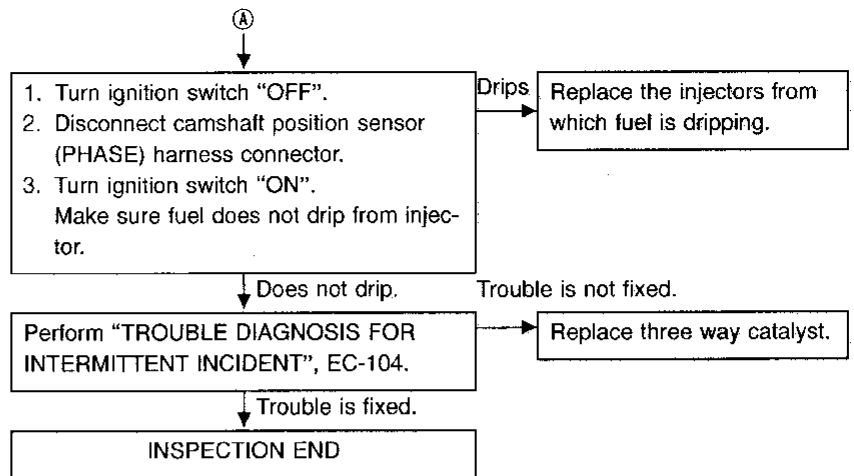 Ⓐ
1. Turn ignition switch “OFF”.
2. Disconnect camshaft position sensor
(PHASE) harness connector.
3. Turn ignition switch “ON”.
Make sure fuel does not drip from injec-
tor.
Drips
Replace the injectors from
which fuel is dripping.
Does not drip.
Trouble is not fixed.
Perform “TROUBLE DIAGNOSIS FOR
INTERMITTENT INCIDENT”, EC-104.
Replace three way catalyst.
Trouble is fixed.
INSPECTION END